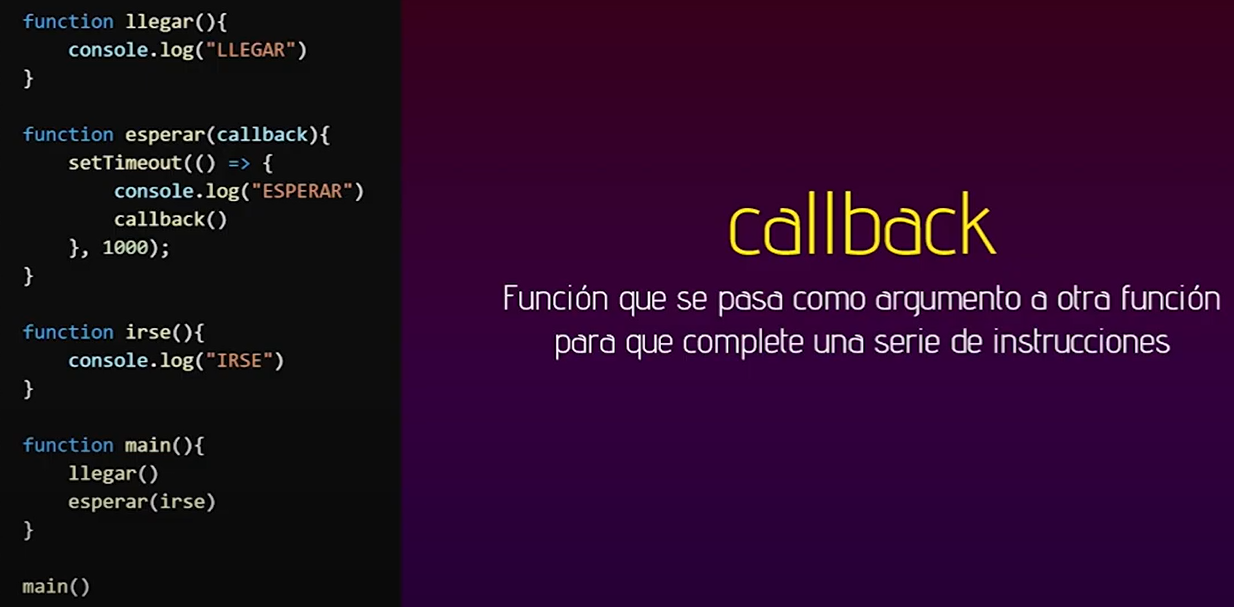 function llegar(){
    console.log("LLEGAR")
}
function esperar(callback){
    setTimeout(() => {
        console.log("ESPERAR")
        callback()
    }, 1000);
}
function irse(){
    console.log("IRSE")
}
function main(){
    llegar()
    esperar(irse)
}
main()
callback
Función que se pasa como argumento a otra función
para que complete una serie de instrucciones